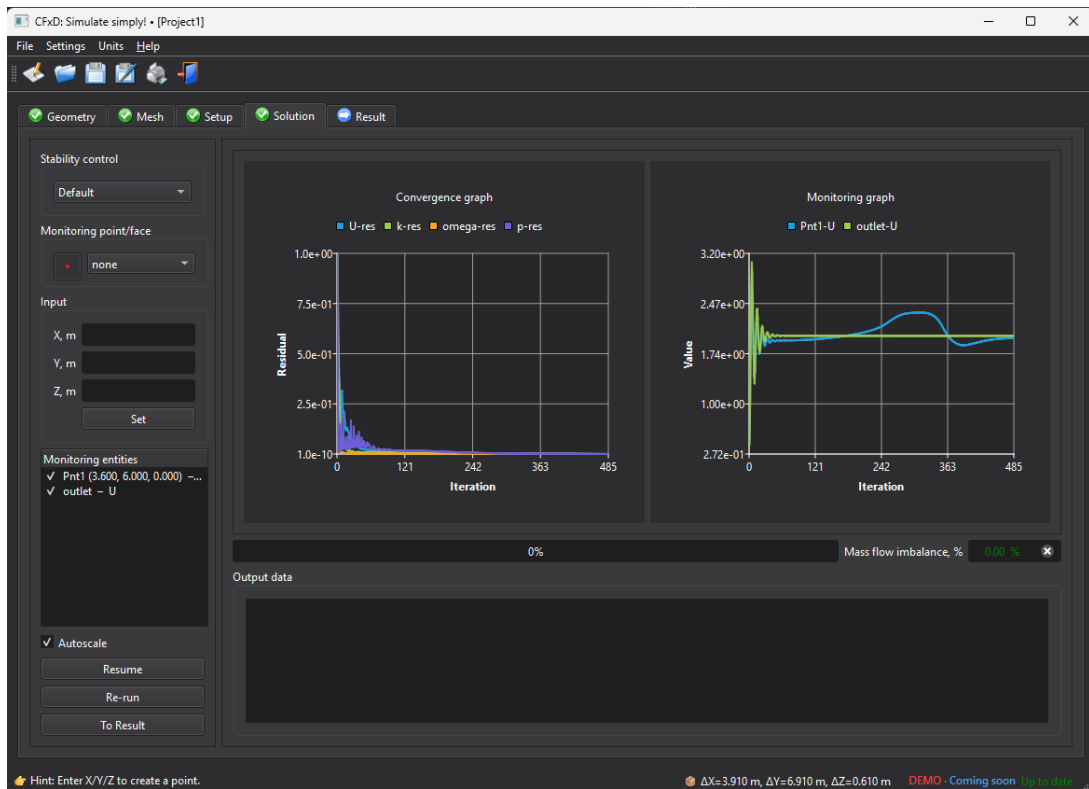 CFxD: Simulate simply! • [Project1]
File Settings Units Help
Geometry Mesh Setup Solution Result
Stability control
Default
Monitoring point/face
none
Input
X, m
Y, m
Z, m
Set
Monitoring entities
✓ Pnt1 (3.600, 6.000, 0.000) –...
✓ outlet – U
✓ Autoscale
Resume
Re-run
To Result
Convergence graph
U-res k-res omega-res p-res
1.0e+00
7.5e-01
5.0e-01
2.5e-01
1.0e-10
Residual
0 121 242 363 485
Iteration
Monitoring graph
Pnt1-U outlet-U
3.20e+00
2.47e+00
1.74e+00
1.00e+00
2.72e-01
Value
0 121 242 363 485
Iteration
0%
Mass flow imbalance, % 0.00 %
Output data
Hint: Enter X/Y/Z to create a point.
ΔX=3.910 m, ΔY=6.910 m, ΔZ=0.610 m DEMO - Coming soon Up to date